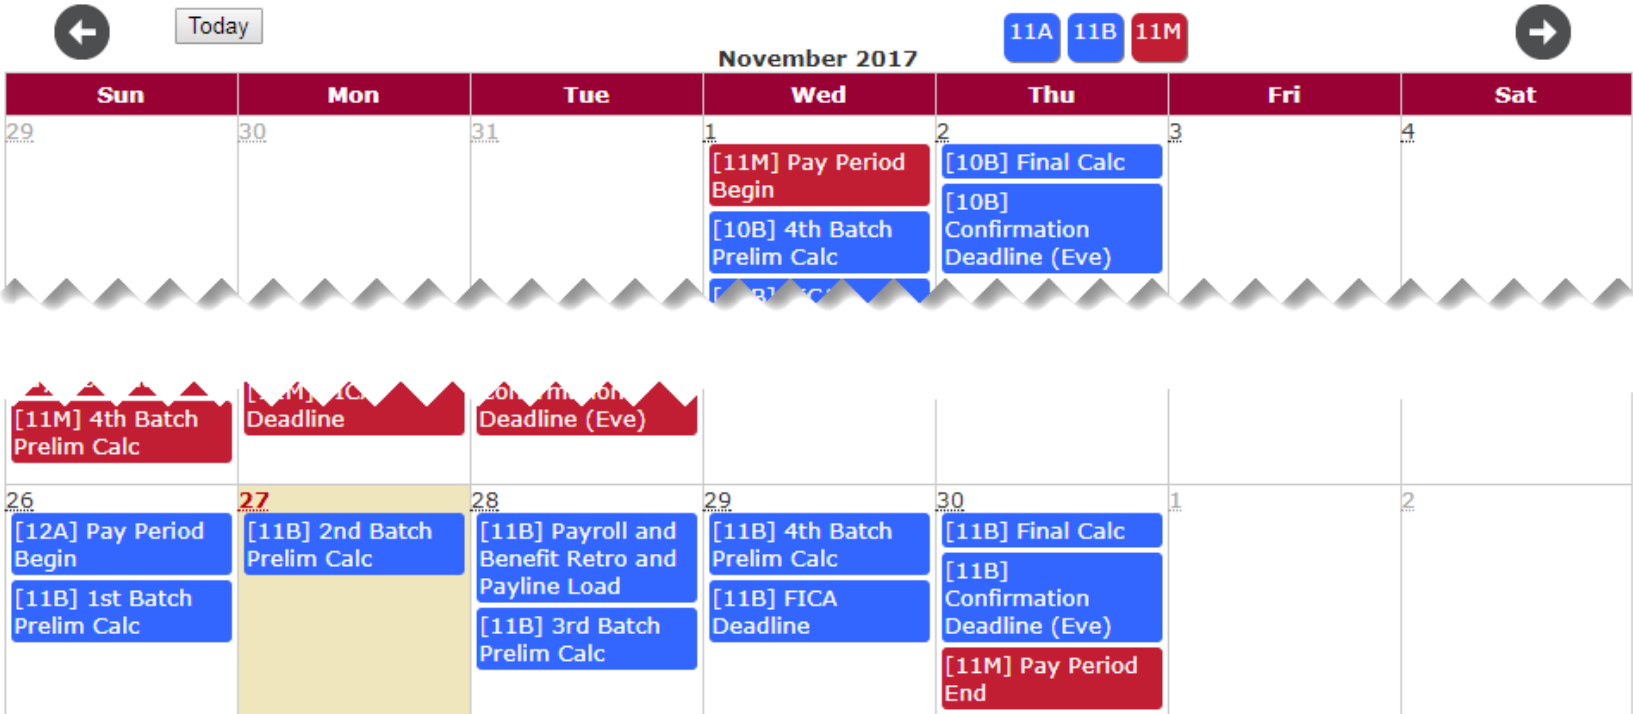 Today
November 2017
11A 11B 11M
Sun Mon Tue Wed Thu Fri Sat
29 30 31 1 2 3 4
[11M] Pay Period
Begin
[10B] 4th Batch
Prelim Calc
[10B] Final Calc
[10B]
Confirmation
Deadline (Eve)
[11M] 4th Batch
Prelim Calc
Deadline
Deadline (Eve)
26 27 28 29 30 1 2
[12A] Pay Period
Begin
[11B] 1st Batch
Prelim Calc
[11B] 2nd Batch
Prelim Calc
[11B] Payroll and
Benefit Retro and
Payline Load
[11B] 3rd Batch
Prelim Calc
[11B] 4th Batch
Prelim Calc
[11B] FICA
Deadline
[11B] Final Calc
[11B]
Confirmation
Deadline (Eve)
[11M] Pay Period
End